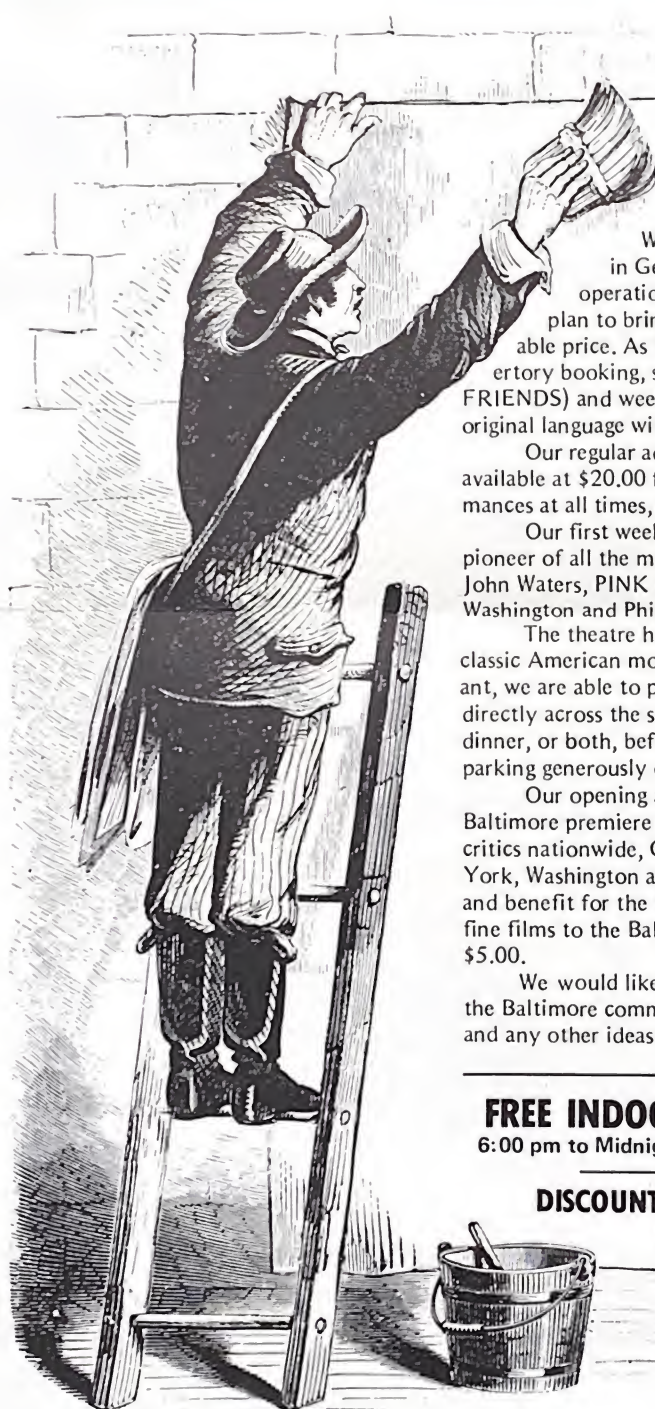 W
in Ge
operatio
plan to brin
able price. As
ertory booking, s
FRIENDS) and wee
original language wi
Our regular ad
available at $20.00 f
mances at all times,
Our first week
pioneer of all the m
John Waters, PINK
Washington and Phi
The theatre h
classic American mo
ant, we are able to p
directly across the s
dinner, or both, bef
parking generously
Our opening
Baltimore premiere
critics nationwide, C
York, Washington a
and benefit for the
fine films to the Bal
$5.00.
We would like
the Baltimore comm
and any other ideas
FREE INDOO
6:00 pm to Midnig
DISCOUNT